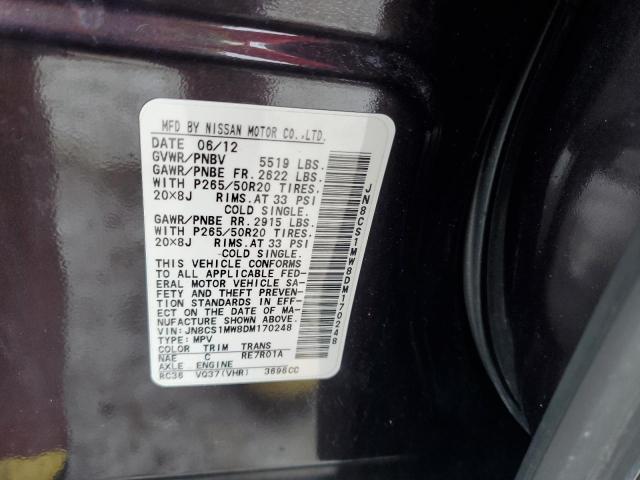 MFD BY NISSAN MOTOR CO.,LTD.
DATE 06/12
GVWR/PNBV 5519 LBS.
GAWR/PNBE FR. 2622 LBS.
WITH P265/50R20 TIRES.
20×8J RIMS.AT 33 PSI
COLD SINGLE.
GAWR/PNBE RR. 2915 LBS.
WITH P265/50R20 TIRES.
20×8J RIMS.AT 33 PSI
COLD SINGLE.
THIS VEHICLE CONFORMS
TO ALL APPLICABLE FED-
ERAL MOTOR VEHICLE SA-
FETY AND THEFT PREVEN-
TION STANDARDS IN EFF-
ECT ON THE DATE OF MA-
NUFACTURE SHOWN ABOVE.
VIN: JN8CS1MW8DM170248
TYPE: MPV
COLOR TRIM TRANS
NAE C RE7R01A
AXLE ENGINE
RC36 VQ37(VHR) 3696CC
JN8CS1MW8DM170248